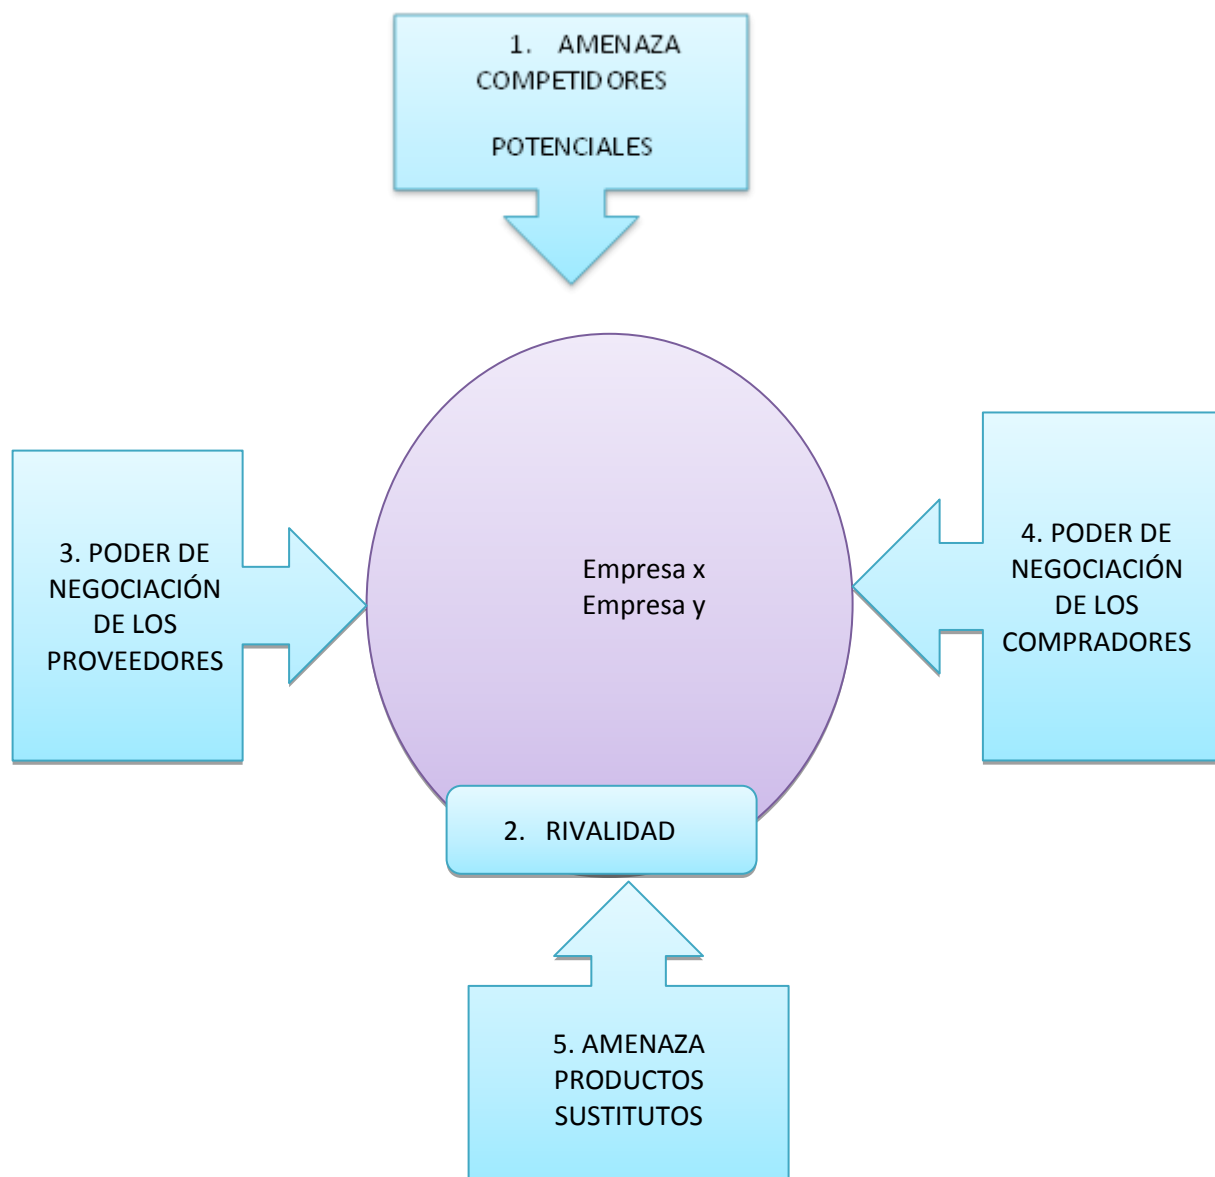 1. AMENAZA
COMPETIDORES
POTENCIALES
3. PODER DE
NEGOCIACIÓN
DE LOS
PROVEEDORES
Empresa x
Empresa y
4. PODER DE
NEGOCIACIÓN
DE LOS
COMPRADORES
2. RIVALIDAD
5. AMENAZA
PRODUCTOS
SUSTITUTOS